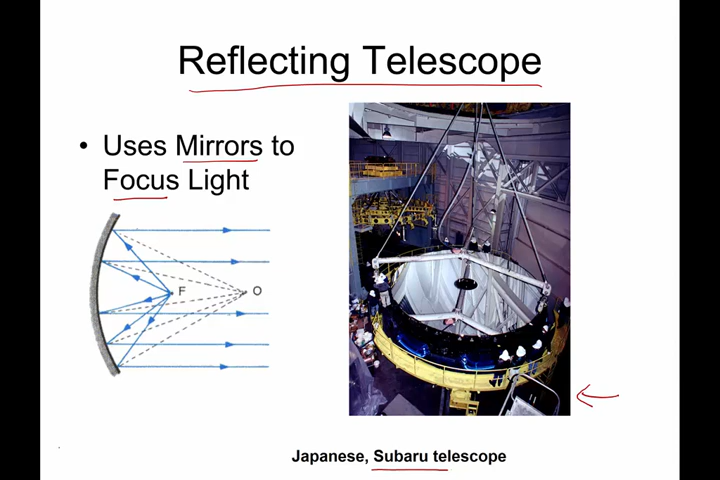 Reflecting Telescope
• Uses Mirrors to
Focus Light
F
O
Japanese, Subaru telescope